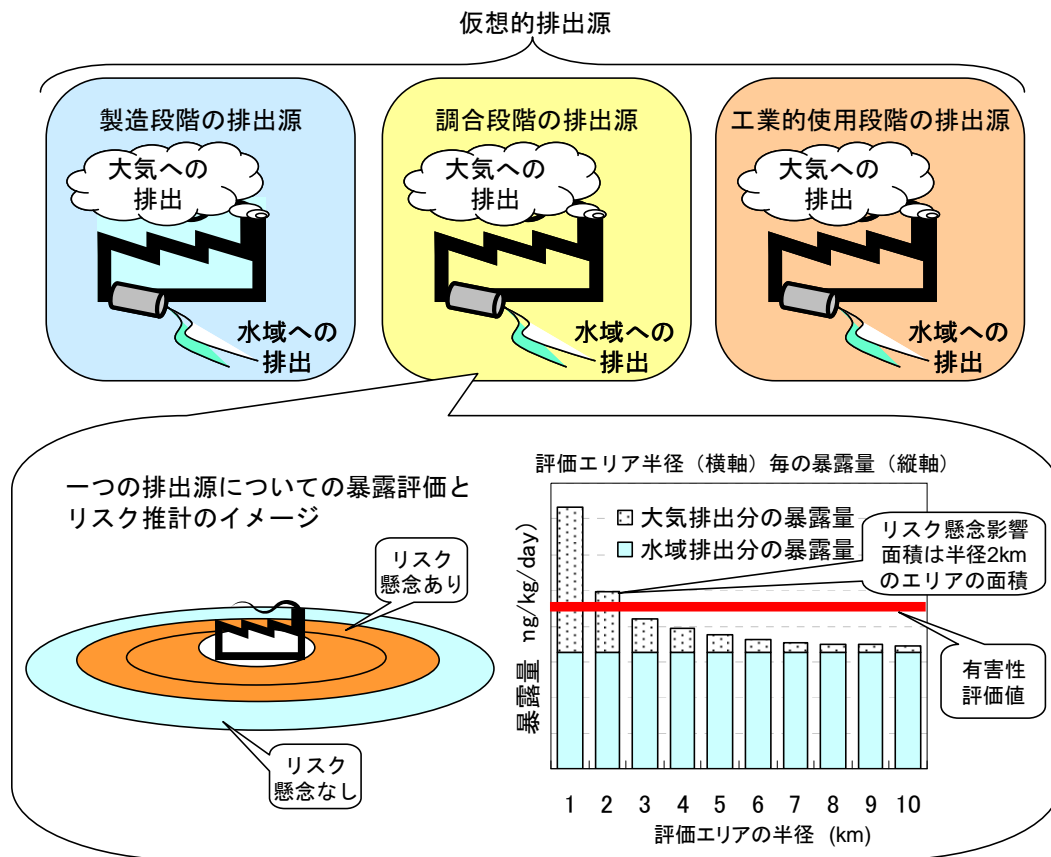 仮想的排出源
製造段階の排出源
大気への
排出
水域への
排出
調合段階の排出源
大気への
排出
水域への
排出
工業的使用段階の排出源
大気への
排出
水域への
排出
一つの排出源についての暴露評価と
リスク推計のイメージ
リスク
懸念あり
リスク
懸念なし
評価エリア半径（横軸）毎の暴露量（縦軸）
大気排出分の暴露量
水域排出分の暴露量
リスク懸念影響
面積は半径2km
のエリアの面積
有害性
評価値
暴露量 ng/kg/day
1 2 3 4 5 6 7 8 9 10
評価エリアの半径 (km)